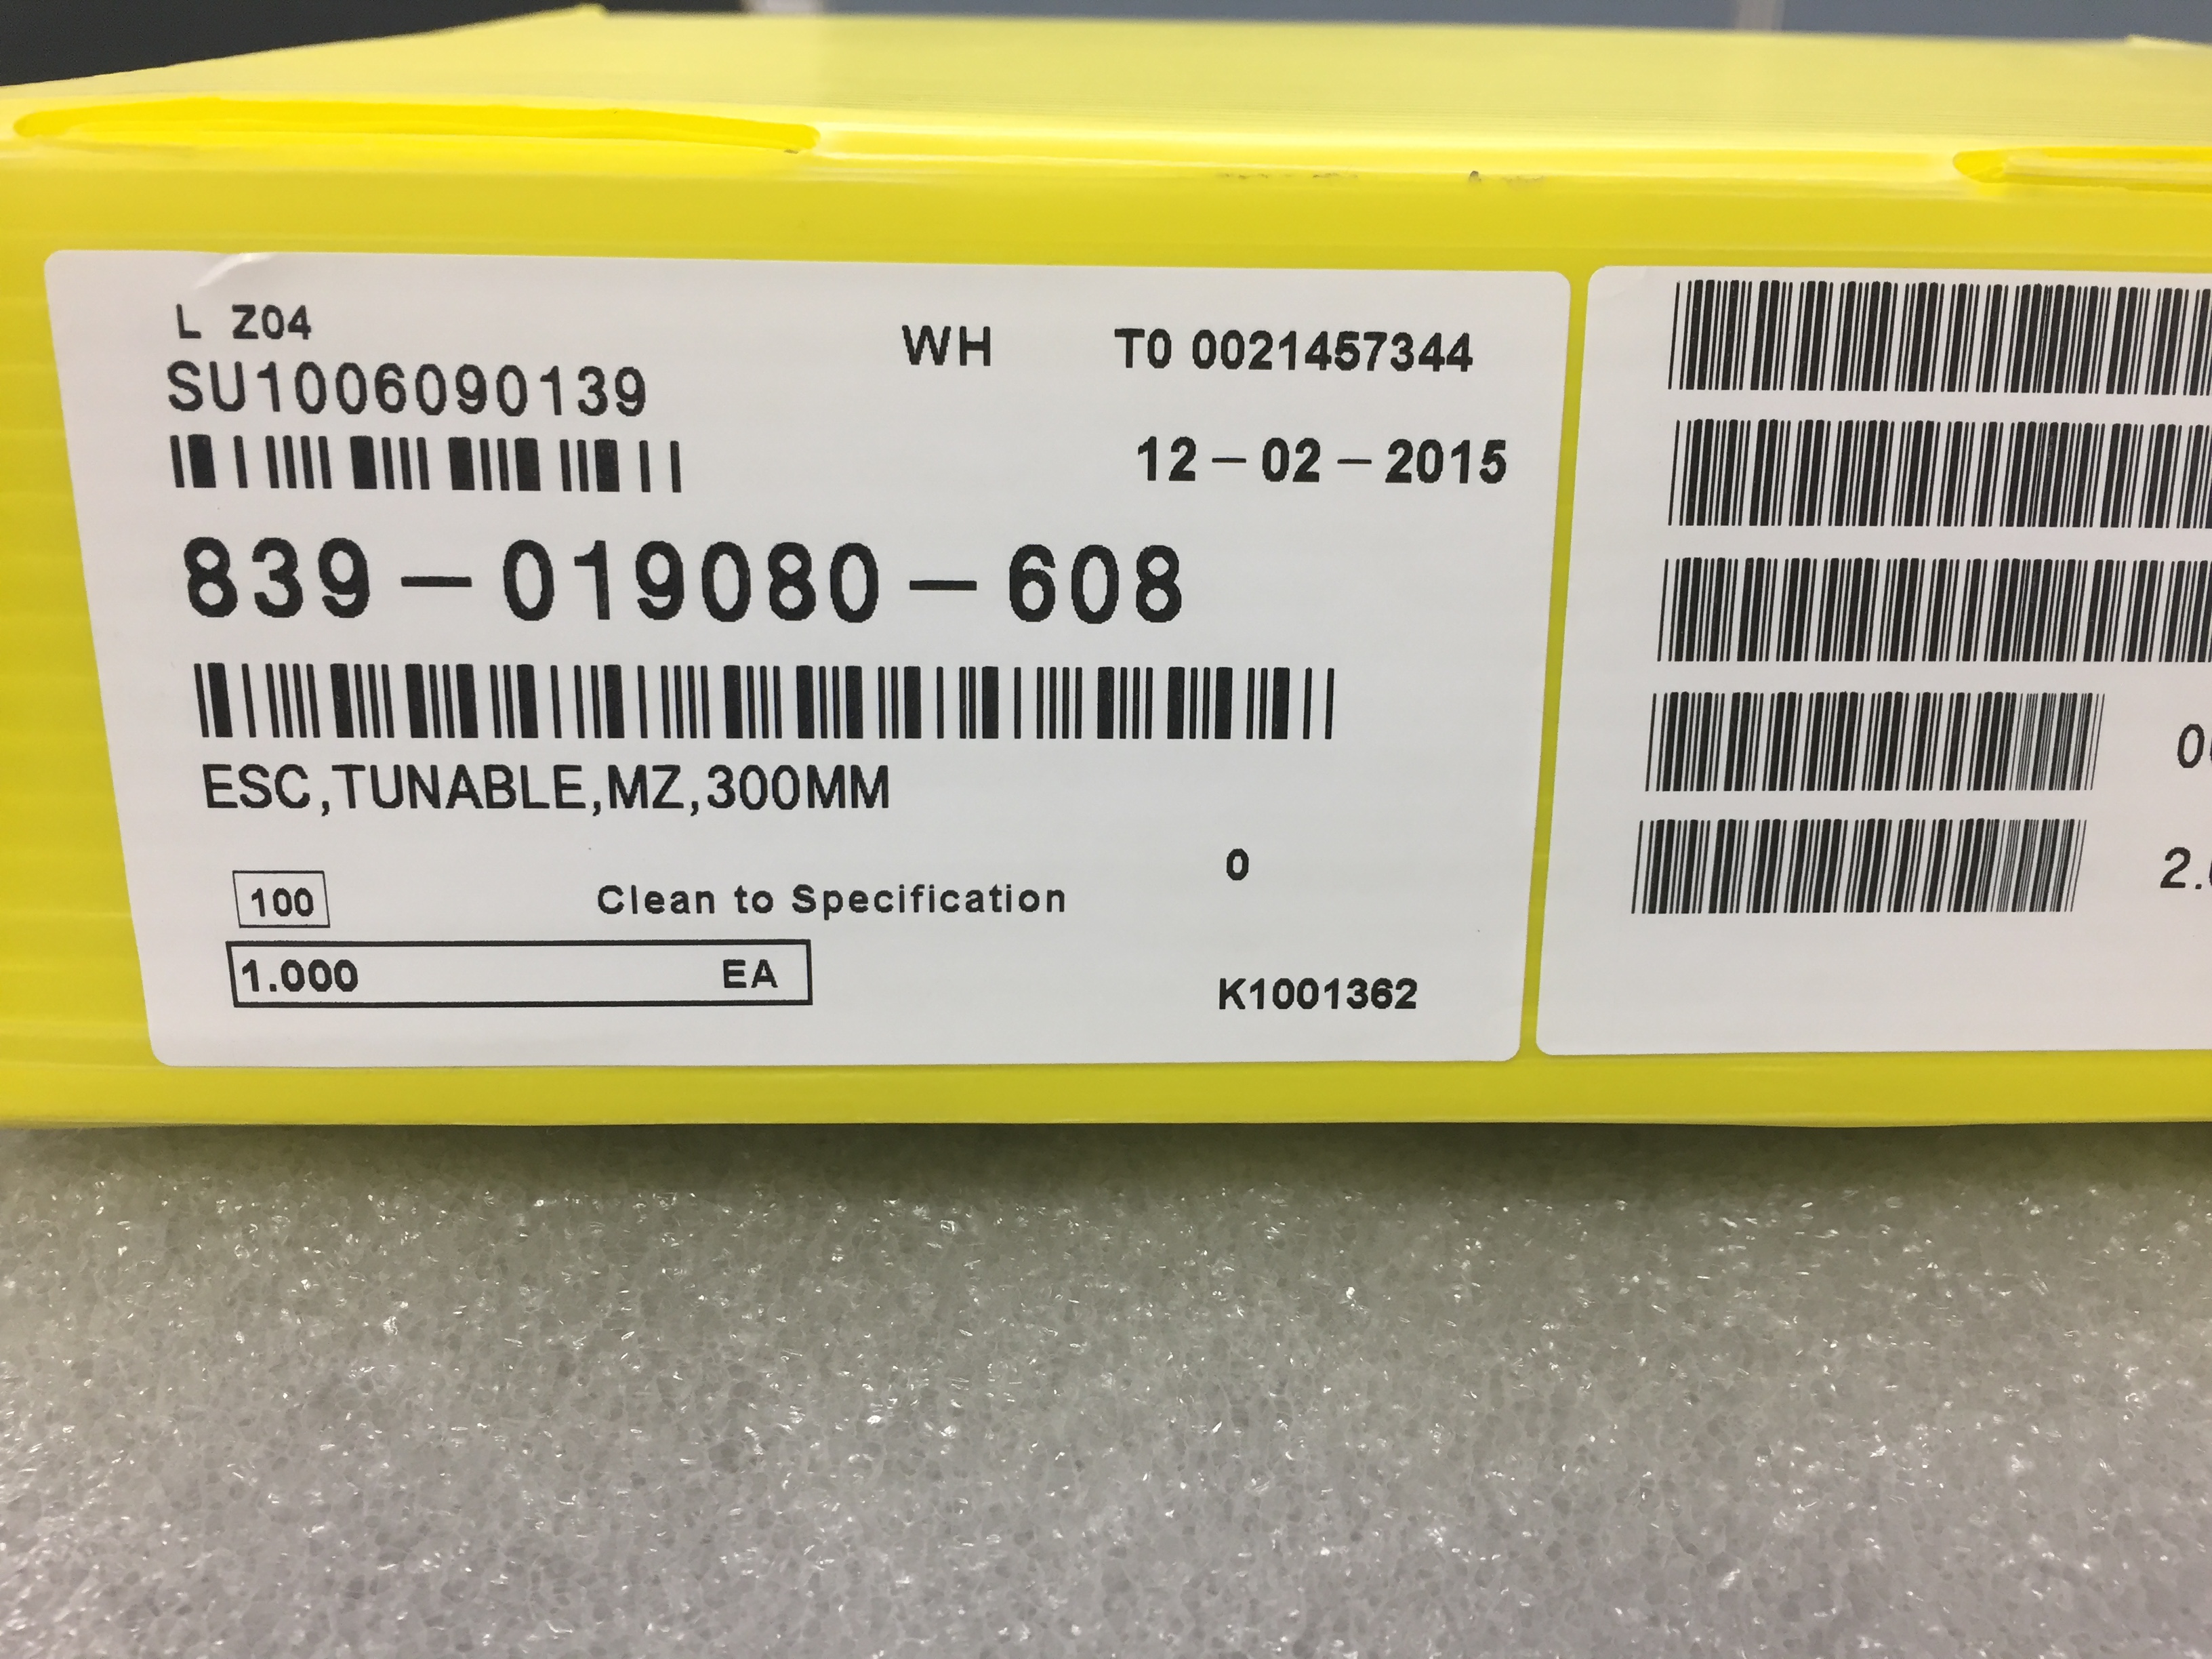 L Z04
SU1006090139
WH T0 0021457344
12-02-2015
839-019080-608
ESC,TUNABLE,MZ,300MM
0
100 Clean to Specification
1.000 EA
K1001362
2.